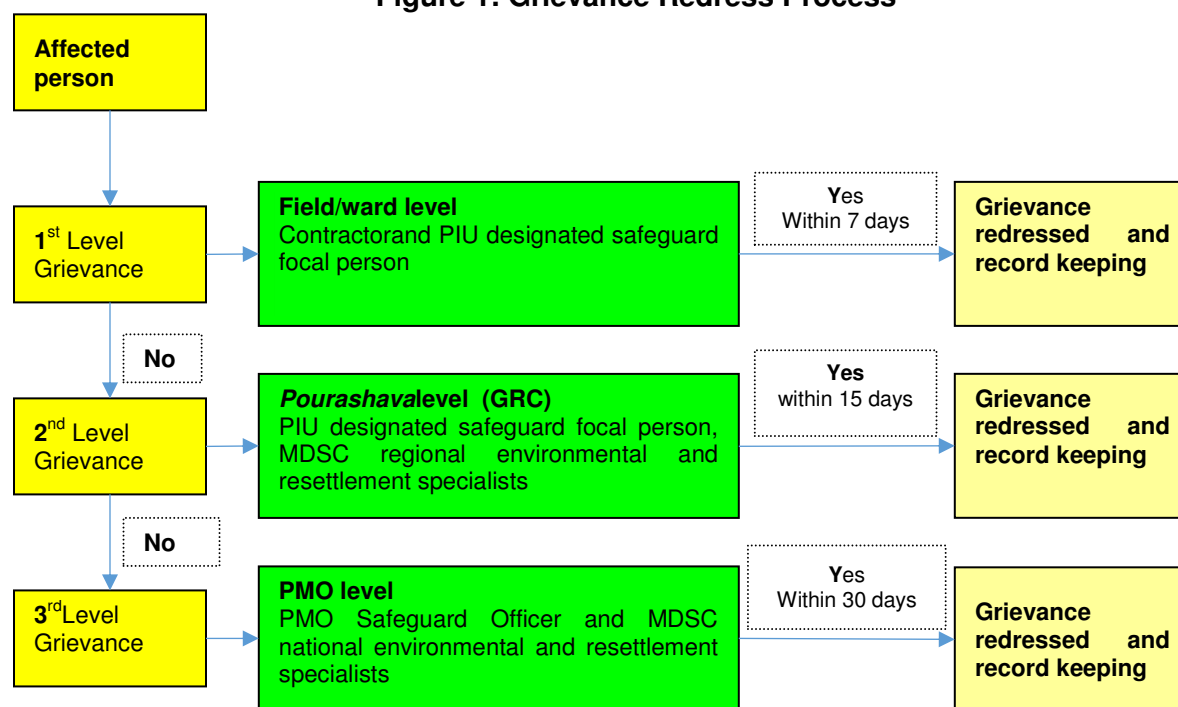 Figure 1: Grievance Redress Process
Affected
person
1st Level
Grievance
Field/ward level
Contractorand PIU designated safeguard
focal person
Yes
Within 7 days
Grievance
redressed and
record keeping
No
2nd Level
Grievance
Pourashavalevel (GRC)
PIU designated safeguard focal person,
MDSC regional environmental and
resettlement specialists
Yes
within 15 days
Grievance
redressed and
record keeping
No
3rdLevel
Grievance
PMO level
PMO Safeguard Officer and MDSC
national environmental and resettlement
specialists
Yes
Within 30 days
Grievance
redressed and
record keeping